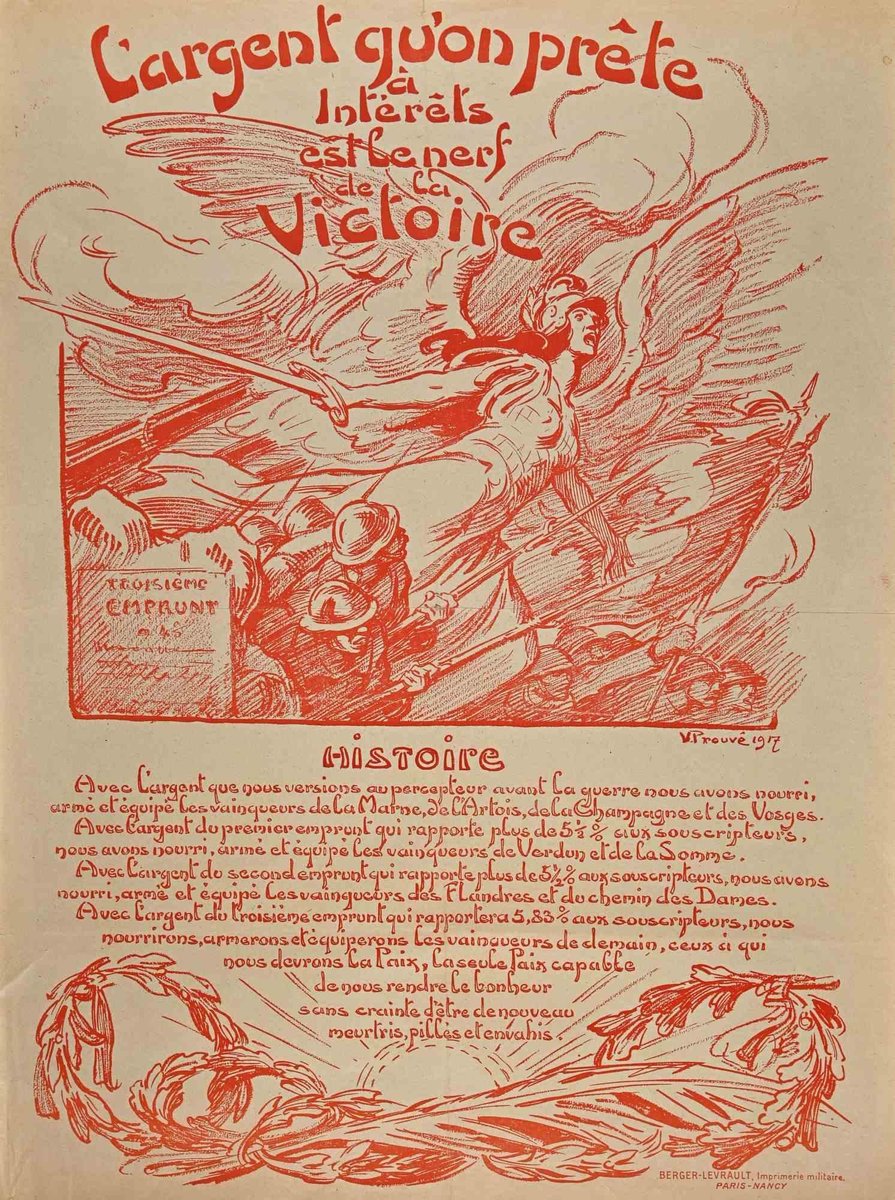 L'argent qu'on prête
à
Intérêts
est le nerf
de la
Victoire
TROISIÈME
EMPRUNT
V. Prouvé 1917
HISTOIRE
Avec l'argent que nous versions au percepteur avant la guerre nous avons nourri,
armé et équipé les vainqueurs de la Marne, de l'Artois, de la Champagne et des Vosges.
Avec l'argent du premier emprunt qui rapporte plus de 5½ % aux souscripteurs,
nous avons nourri, armé et équipé les vainqueurs de Verdun et de la Somme.
Avec l'argent du second emprunt qui rapporte plus de 5½ % aux souscripteurs, nous avons
nourri, armé et équipé les vainqueurs des Flandres et du chemin des Dames.
Avec l'argent du troisième emprunt qui rapportera 5,83 % aux souscripteurs, nous
nourrirons, armerons et équiperons les vainqueurs de demain, ceux à qui
nous devrons la Paix, la seule Paix capable
de nous rendre le bonheur
sans crainte d'être de nouveau
meurtris, pillés et envahis.
BERGER-LEVRAULT, Imprimerie militaire.
PARIS-NANCY